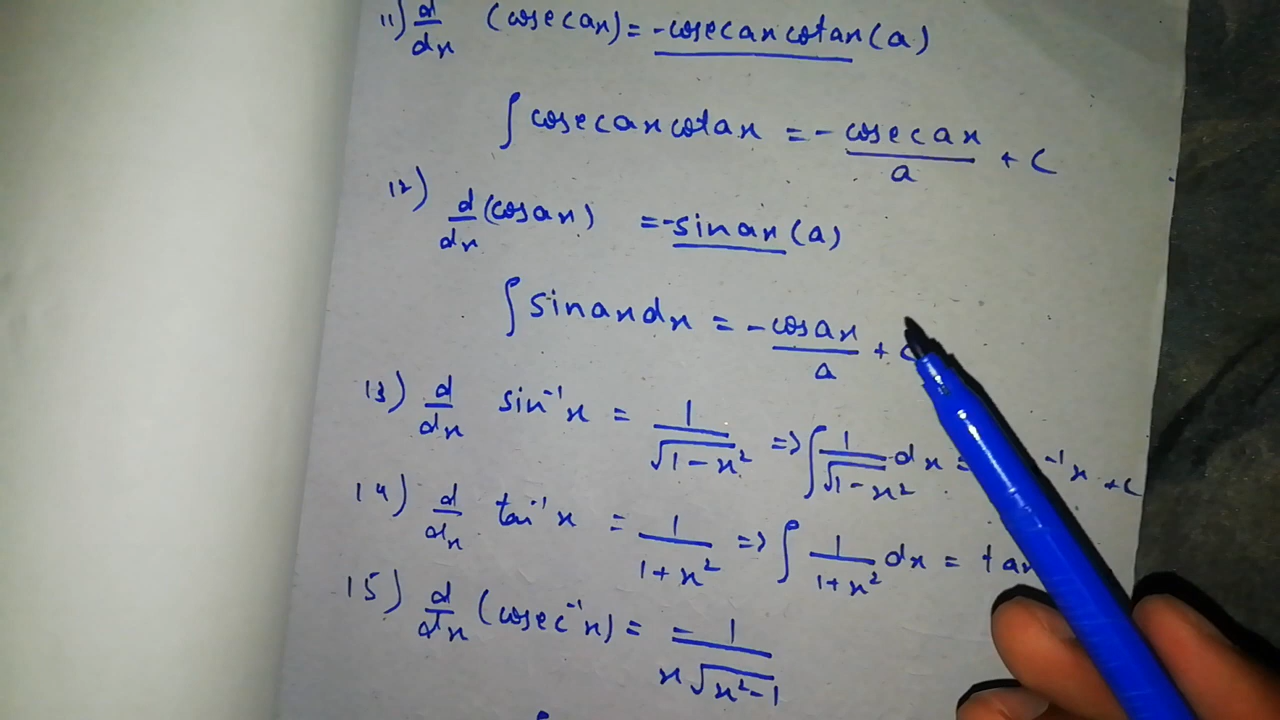 11) d/dx (cosecax) = -cosecaxcotax(a)
∫ cosecaxcotax = - cosecax/a + C
12) d/dx (cosax) = -sinax(a)
∫ sinaxdx = - cosax/a + C
13) d/dx sin⁻¹x = 1/√(1-x²) => ∫ 1/√(1-x²) dx = ⁻¹x + C
14) d/dx tan⁻¹x = 1/(1+x²) => ∫ 1/(1+x²) dx = tan
15) d/dx (cosec⁻¹x) = -1/(x√(x²-1))